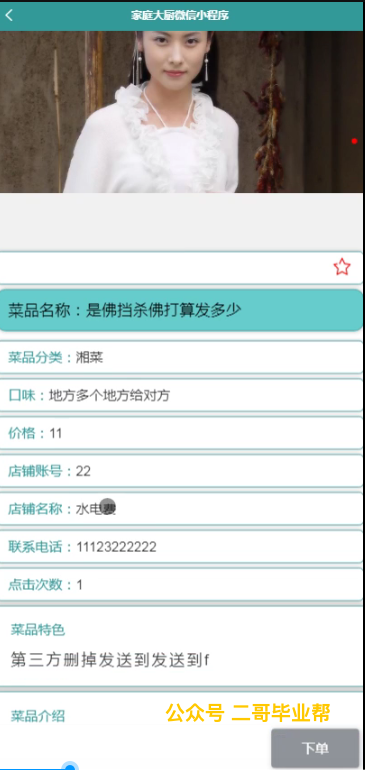 家庭大厨微信小程序
菜品名称：是佛挡杀佛打算发多少
菜品分类：湘菜
口味：地方多个地方给对方
价格：11
店铺账号：22
店铺名称：水电
联系电话：11123222222
点击次数：1
菜品特色
第三方删掉发送到发送到f
菜品介绍
公众号 二哥毕业帮
下单